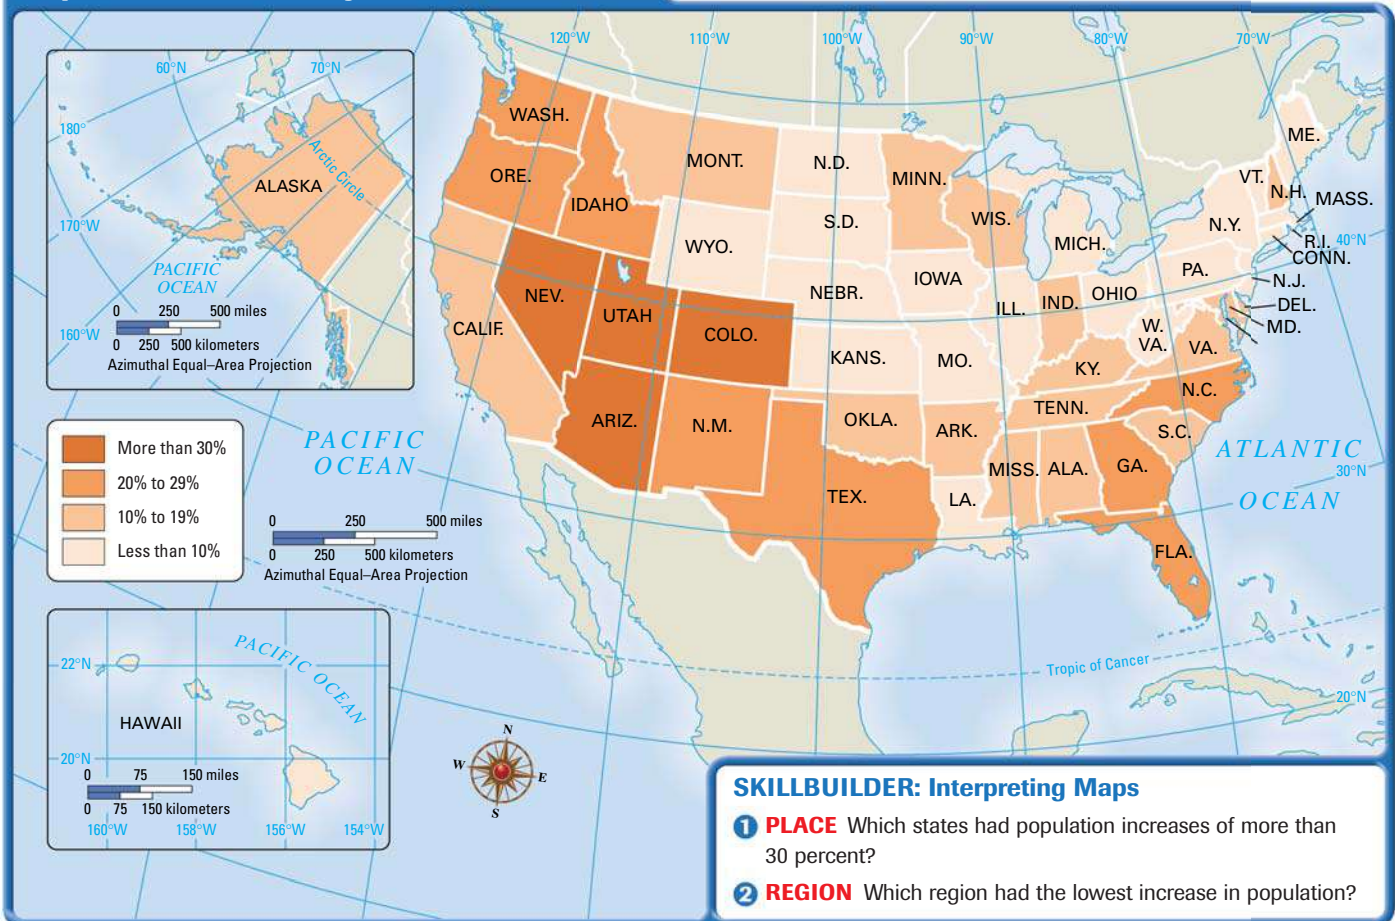 120°W
110°W
100°W
90°W
80°W
70°W
60°N
70°N
180°
170°W
160°W
Arctic Circle
ALASKA
PACIFIC
OCEAN
0 250 500 miles
0 250 500 kilometers
Azimuthal Equal–Area Projection
WASH.
ORE.
IDAHO
MONT.
WYO.
N.D.
S.D.
NEBR.
KANS.
MINN.
IOWA
MO.
WIS.
ILL.
MICH.
IND.
OHIO
KY.
TENN.
W.
VA.
VA.
N.C.
S.C.
PA.
N.Y.
VT.
N.H.
ME.
MASS.
R.I.
CONN.
N.J.
DEL.
MD.
CALIF.
NEV.
UTAH
COLO.
ARIZ.
N.M.
OKLA.
TEX.
ARK.
LA.
MISS.
ALA.
GA.
FLA.
40°N
30°N
20°N
PACIFIC
OCEAN
ATLANTIC
OCEAN
Tropic of Cancer
More than 30%
20% to 29%
10% to 19%
Less than 10%
0 250 500 miles
0 250 500 kilometers
Azimuthal Equal–Area Projection
22°N
20°N
PACIFIC OCEAN
HAWAII
0 75 150 miles
0 75 150 kilometers
160°W 158°W 156°W 154°W
N
W E
S
SKILLBUILDER: Interpreting Maps
1 PLACE Which states had population increases of more than
30 percent?
2 REGION Which region had the lowest increase in population?